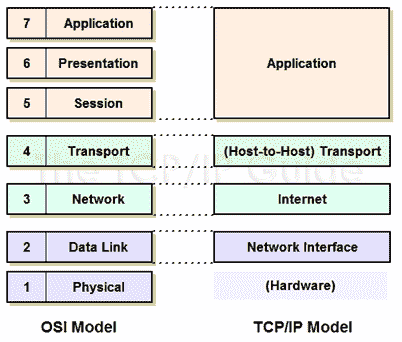 7 Application
6 Presentation
5 Session
Application
4 Transport
(Host-to-Host) Transport
The TCP/IP Guide
3 Network
Internet
2 Data Link
Network Interface
1 Physical
(Hardware)
OSI Model
TCP/IP Model